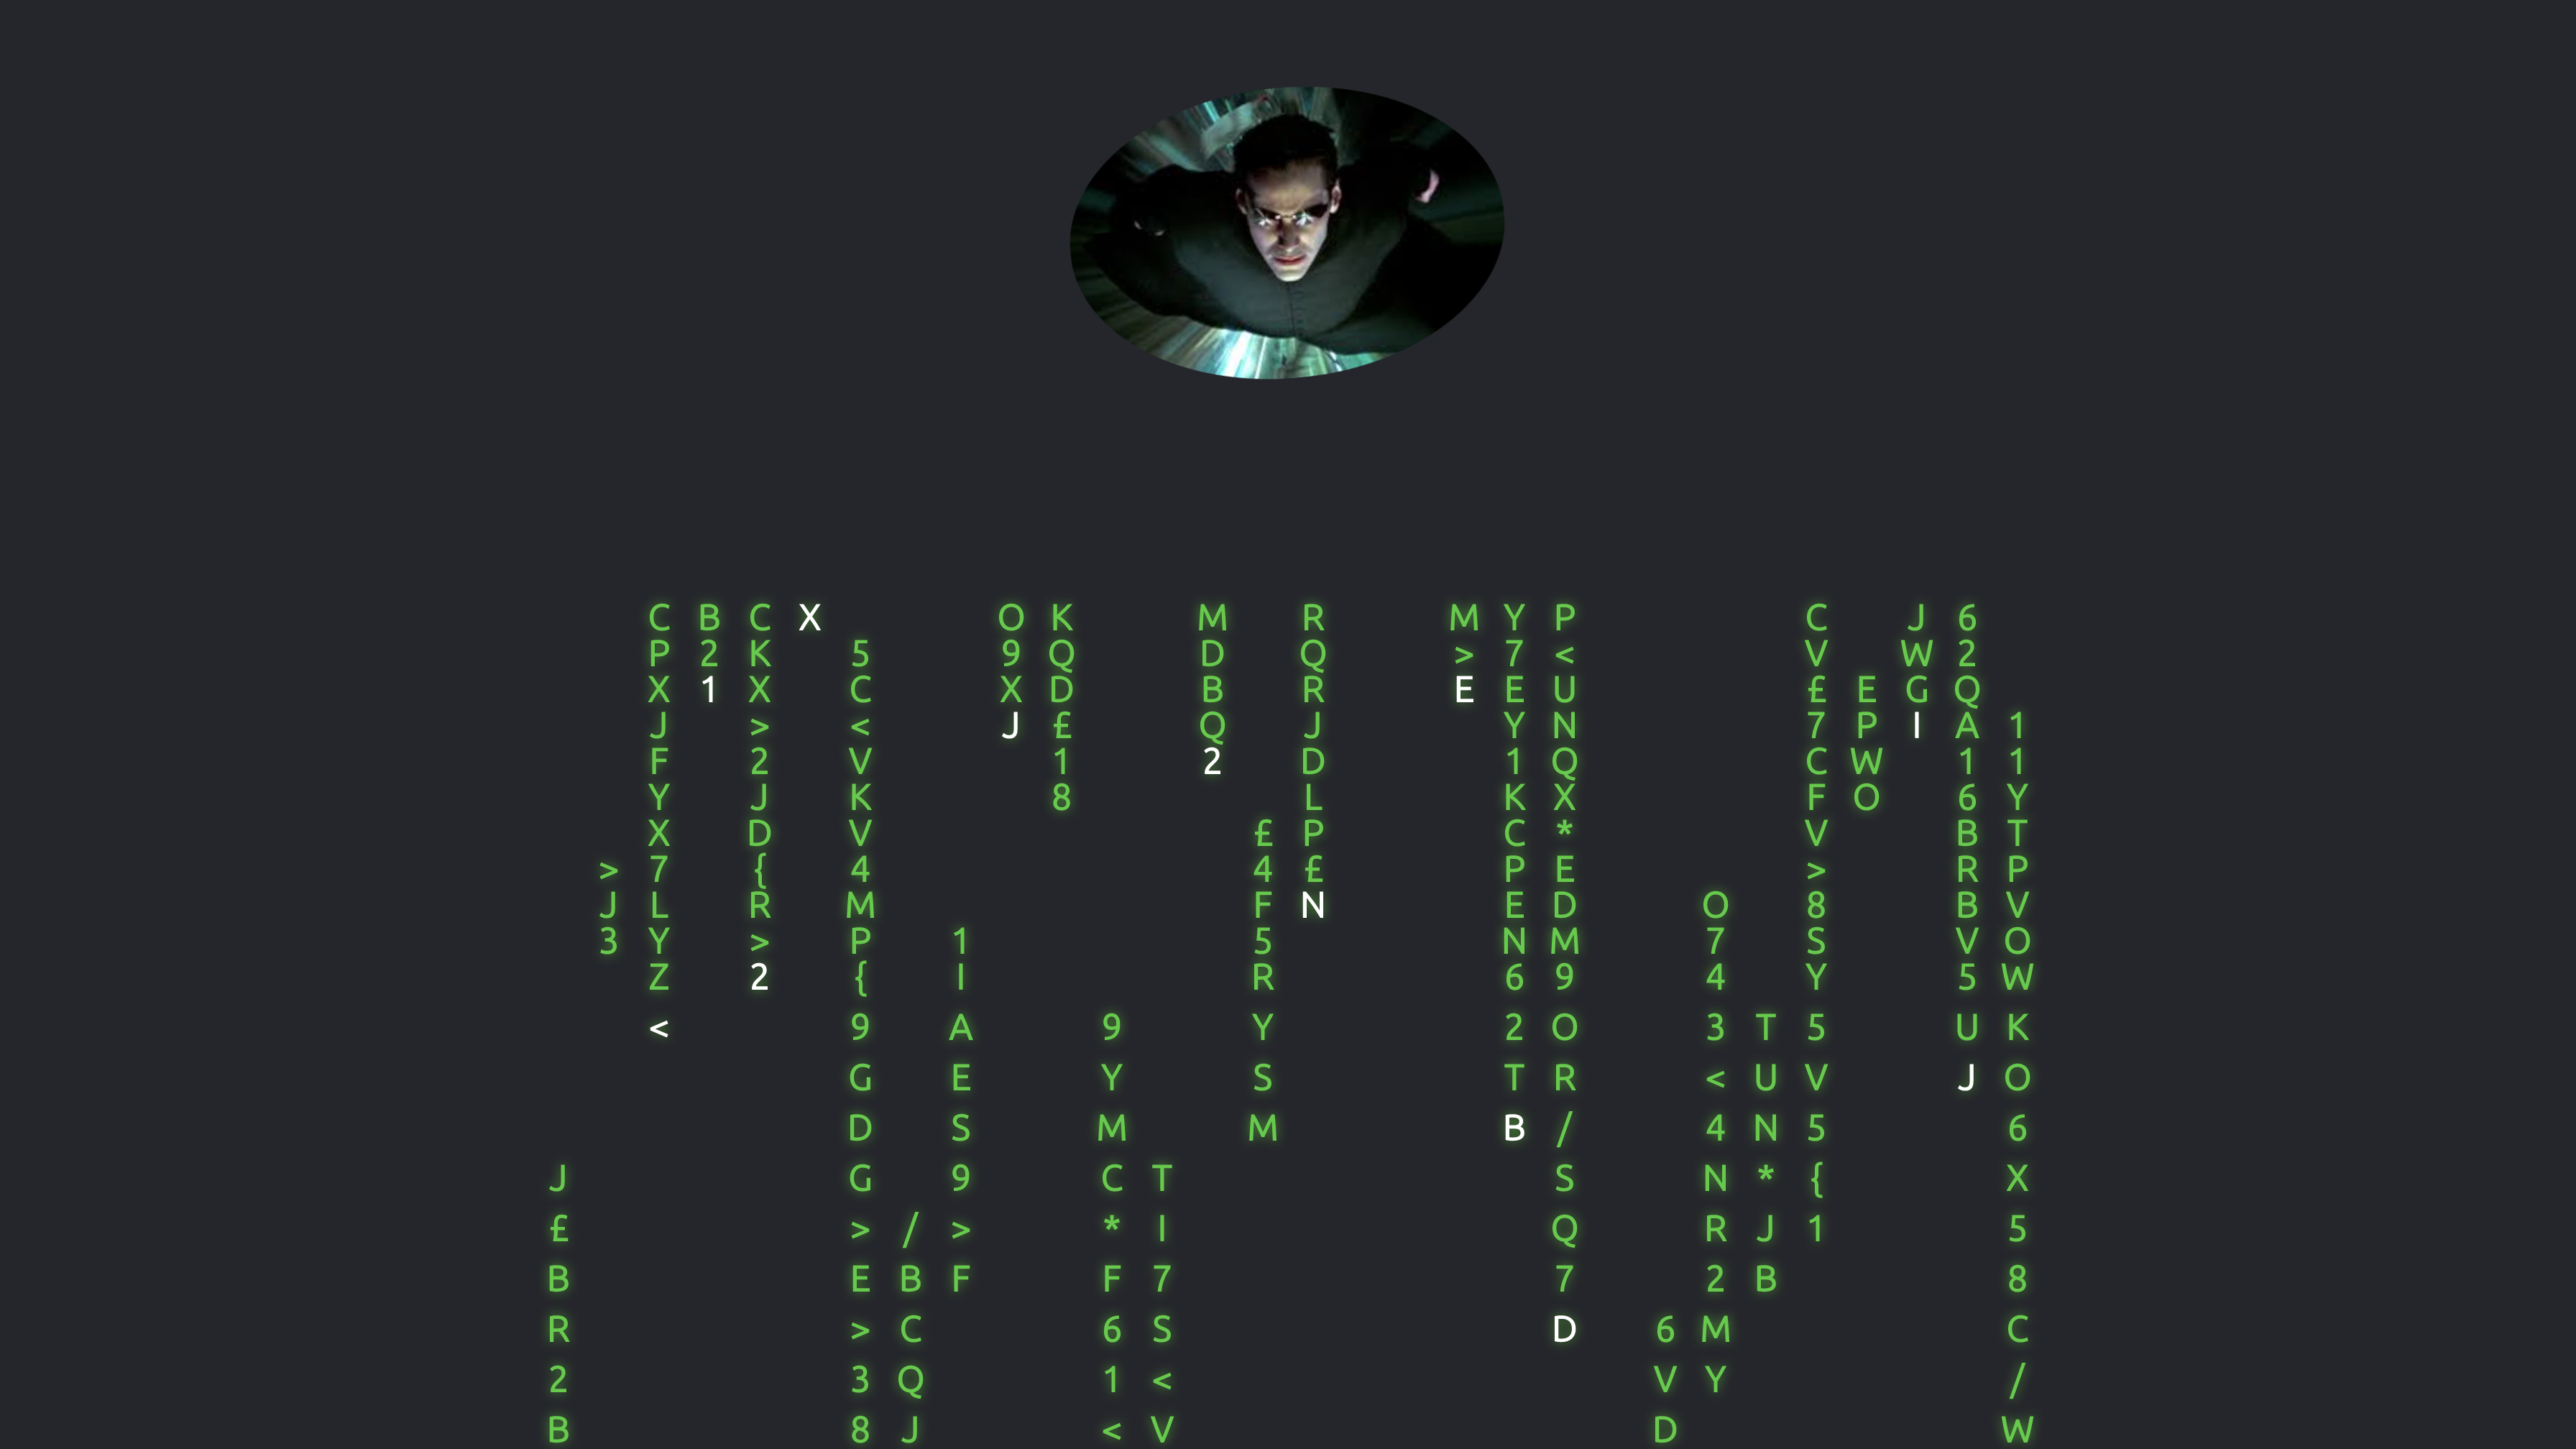 C B C X O K M R M Y P C J 6
P 2 K 5 9 Q D Q > 7 < V W 2
X 1 X C X D B R E E U £ E G Q
J > < J £ Q J Y N 7 P I A 1
F 2 V 1 2 D 1 Q C W 1 1
Y J K 8 L K X F O 6 Y
X D V £ P C * V B T
> 7 { 4 4 £ P E > R P
J L R M F N E D O 8 B V
3 Y > P 1 5 N M 7 S V O
Z 2 { I R 6 9 4 Y 5 W
< 9 A 9 Y 2 O 3 T 5 U K
G E Y S T R < U V J O
D S M M B / 4 N 5 6
J G 9 C T S N * { X
£ > / > * I Q R J 1 5
B E B F F 7 7 2 B 8
R > C 6 S D 6 M C
2 3 Q 1 < V Y /
B 8 J < V D W